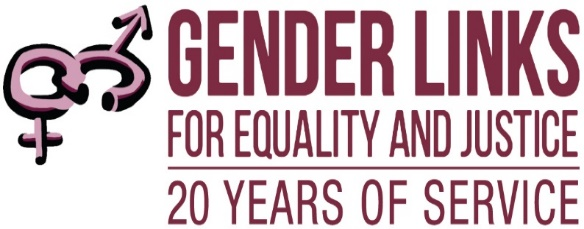 GENDER LINKS
FOR EQUALITY AND JUSTICE
20 YEARS OF SERVICE